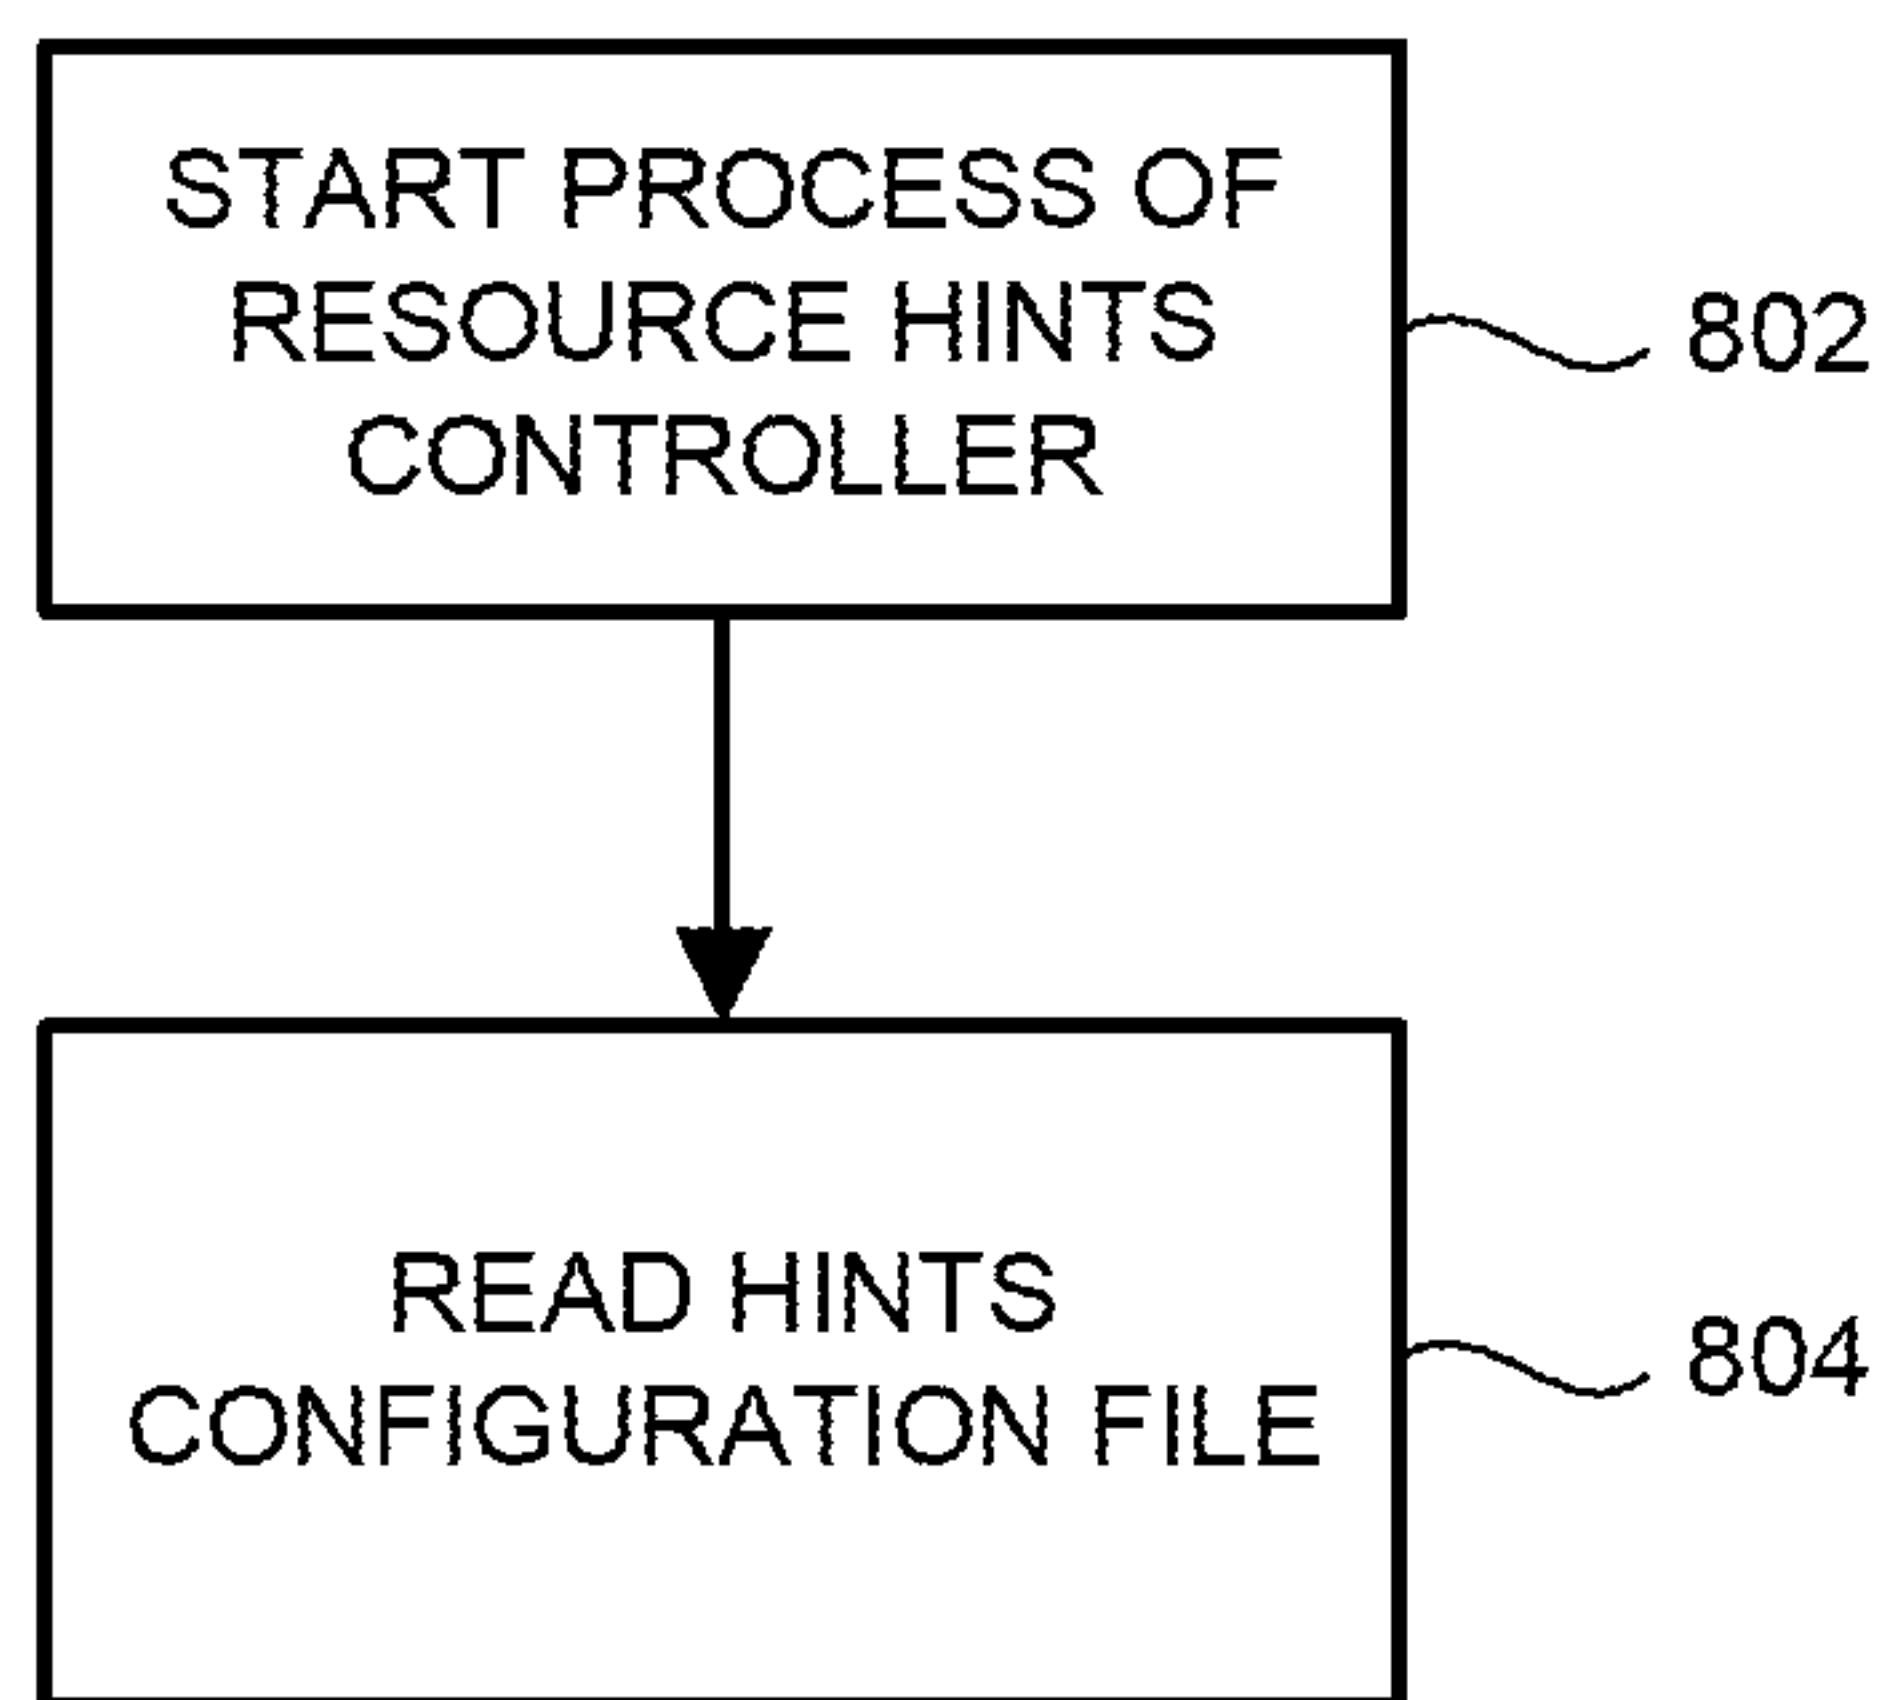 START PROCESS OF
RESOURCE HINTS
CONTROLLER
802
READ HINTS
CONFIGURATION FILE
804